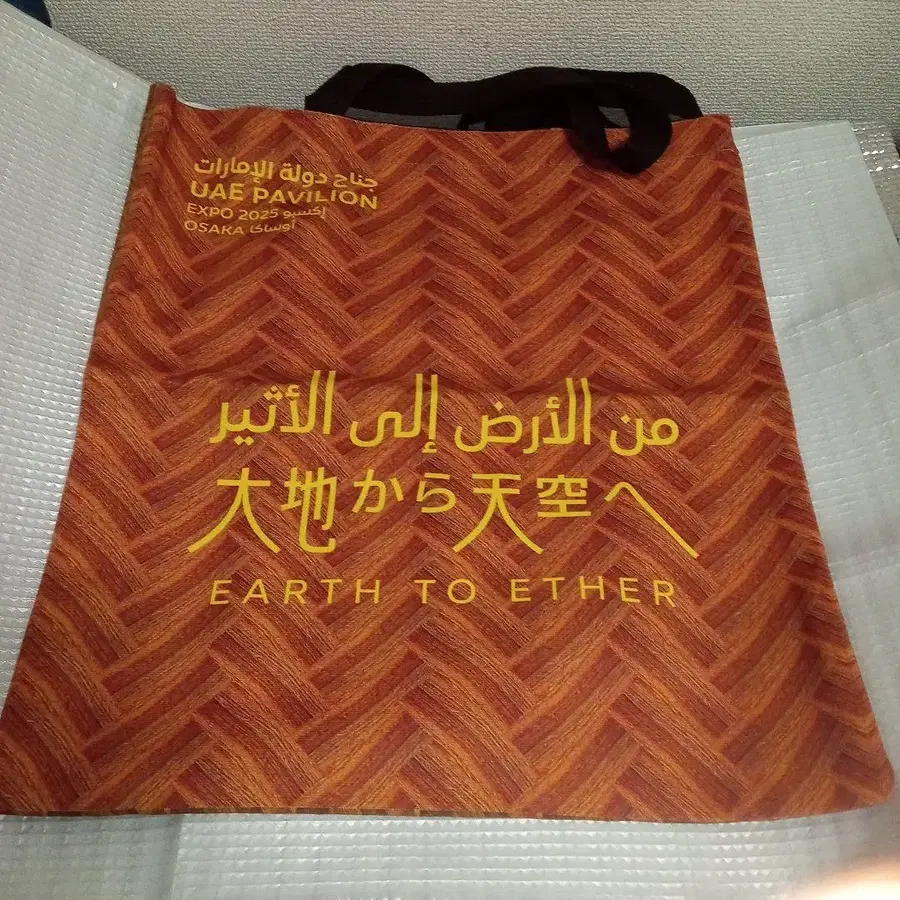 جناح دولة الإمارات
UAE PAVILION
EXPO 2025 إكسبو
OSAKA أوساكا
من الأرض إلى الأثير
大地から天空へ
EARTH TO ETHER